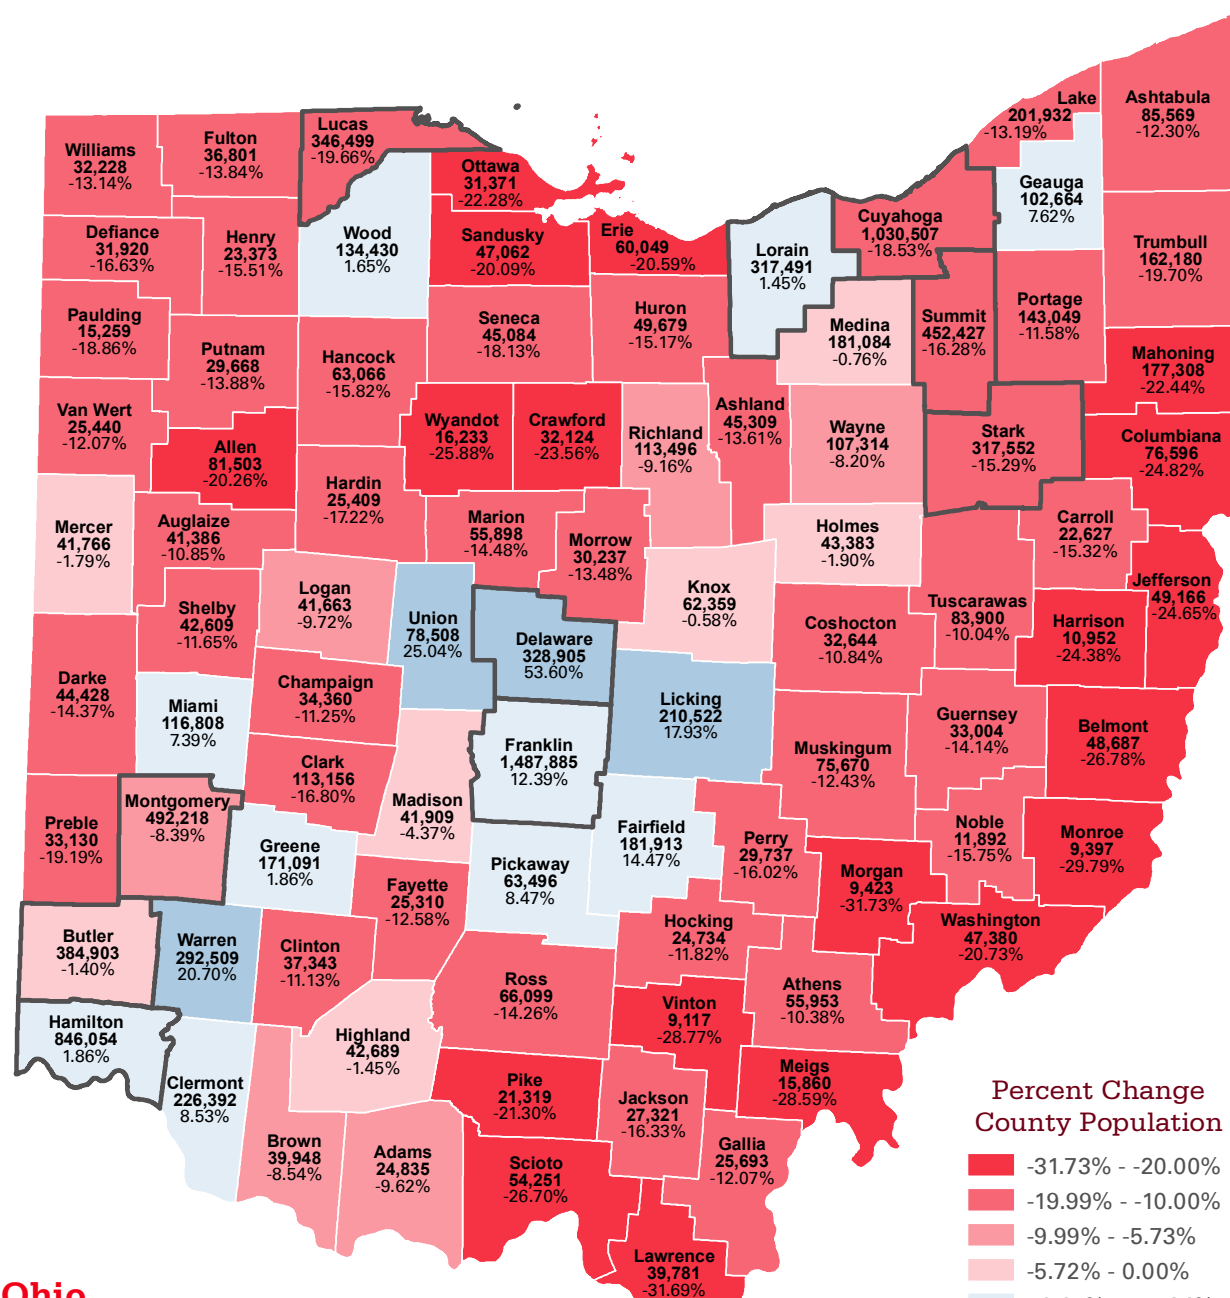 Williams
32,228
-13.14%
Fulton
36,801
-13.84%
Lucas
346,499
-19.66%
Ottawa
31,371
-22.28%
Lake
201,932
-13.19%
Ashtabula
85,569
-12.30%
Geauga
102,664
7.62%
Defiance
31,920
-16.63%
Henry
23,373
-15.51%
Wood
134,430
1.65%
Sandusky
47,062
-20.09%
Erie
60,049
-20.59%
Lorain
317,491
1.45%
Cuyahoga
1,030,507
-18.53%
Trumbull
162,180
-19.70%
Paulding
15,259
-18.86%
Putnam
29,668
-13.88%
Hancock
63,066
-15.82%
Seneca
45,084
-18.13%
Huron
49,679
-15.17%
Medina
181,084
-0.76%
Summit
452,427
-16.28%
Portage
143,049
-11.58%
Mahoning
177,308
-22.44%
Van Wert
25,440
-12.07%
Allen
81,503
-20.26%
Wyandot
16,233
-25.88%
Crawford
32,124
-23.56%
Richland
113,496
-9.16%
Ashland
45,309
-13.61%
Wayne
107,314
-8.20%
Stark
317,552
-15.29%
Columbiana
76,596
-24.82%
Mercer
41,766
-1.79%
Auglaize
41,386
-10.85%
Hardin
25,409
-17.22%
Marion
55,898
-14.48%
Morrow
30,237
-13.48%
Holmes
43,383
-1.90%
Carroll
22,627
-15.32%
Jefferson
49,166
-24.65%
Shelby
42,609
-11.65%
Logan
41,663
-9.72%
Union
78,508
25.04%
Delaware
328,905
53.60%
Knox
62,359
-0.58%
Coshocton
32,644
-10.84%
Tuscarawas
83,900
-10.04%
Harrison
10,952
-24.38%
Darke
44,428
-14.37%
Miami
116,808
7.39%
Champaign
34,360
-11.25%
Licking
210,522
17.93%
Guernsey
33,004
-14.14%
Belmont
48,687
-26.78%
Clark
113,156
-16.80%
Franklin
1,487,885
12.39%
Muskingum
75,670
-12.43%
Preble
33,130
-19.19%
Montgomery
492,218
-8.39%
Greene
171,091
1.86%
Madison
41,909
-4.37%
Pickaway
63,496
8.47%
Fairfield
181,913
14.47%
Perry
29,737
-16.02%
Morgan
9,423
-31.73%
Noble
11,892
-15.75%
Monroe
9,397
-29.79%
Fayette
25,310
-12.58%
Washington
47,380
-20.73%
Butler
384,903
-1.40%
Warren
292,509
20.70%
Clinton
37,343
-11.13%
Ross
66,099
-14.26%
Hocking
24,734
-11.82%
Athens
55,953
-10.38%
Vinton
9,117
-28.77%
Hamilton
846,054
1.86%
Clermont
226,392
8.53%
Highland
42,689
-1.45%
Pike
21,319
-21.30%
Jackson
27,321
-16.33%
Meigs
15,860
-28.59%
Brown
39,948
-8.54%
Adams
24,835
-9.62%
Scioto
54,251
-26.70%
Gallia
25,693
-12.07%
Lawrence
39,781
-31.69%
Percent Change
County Population
-31.73% - -20.00%
-19.99% - -10.00%
-9.99% - -5.73%
-5.72% - 0.00%
Ohio